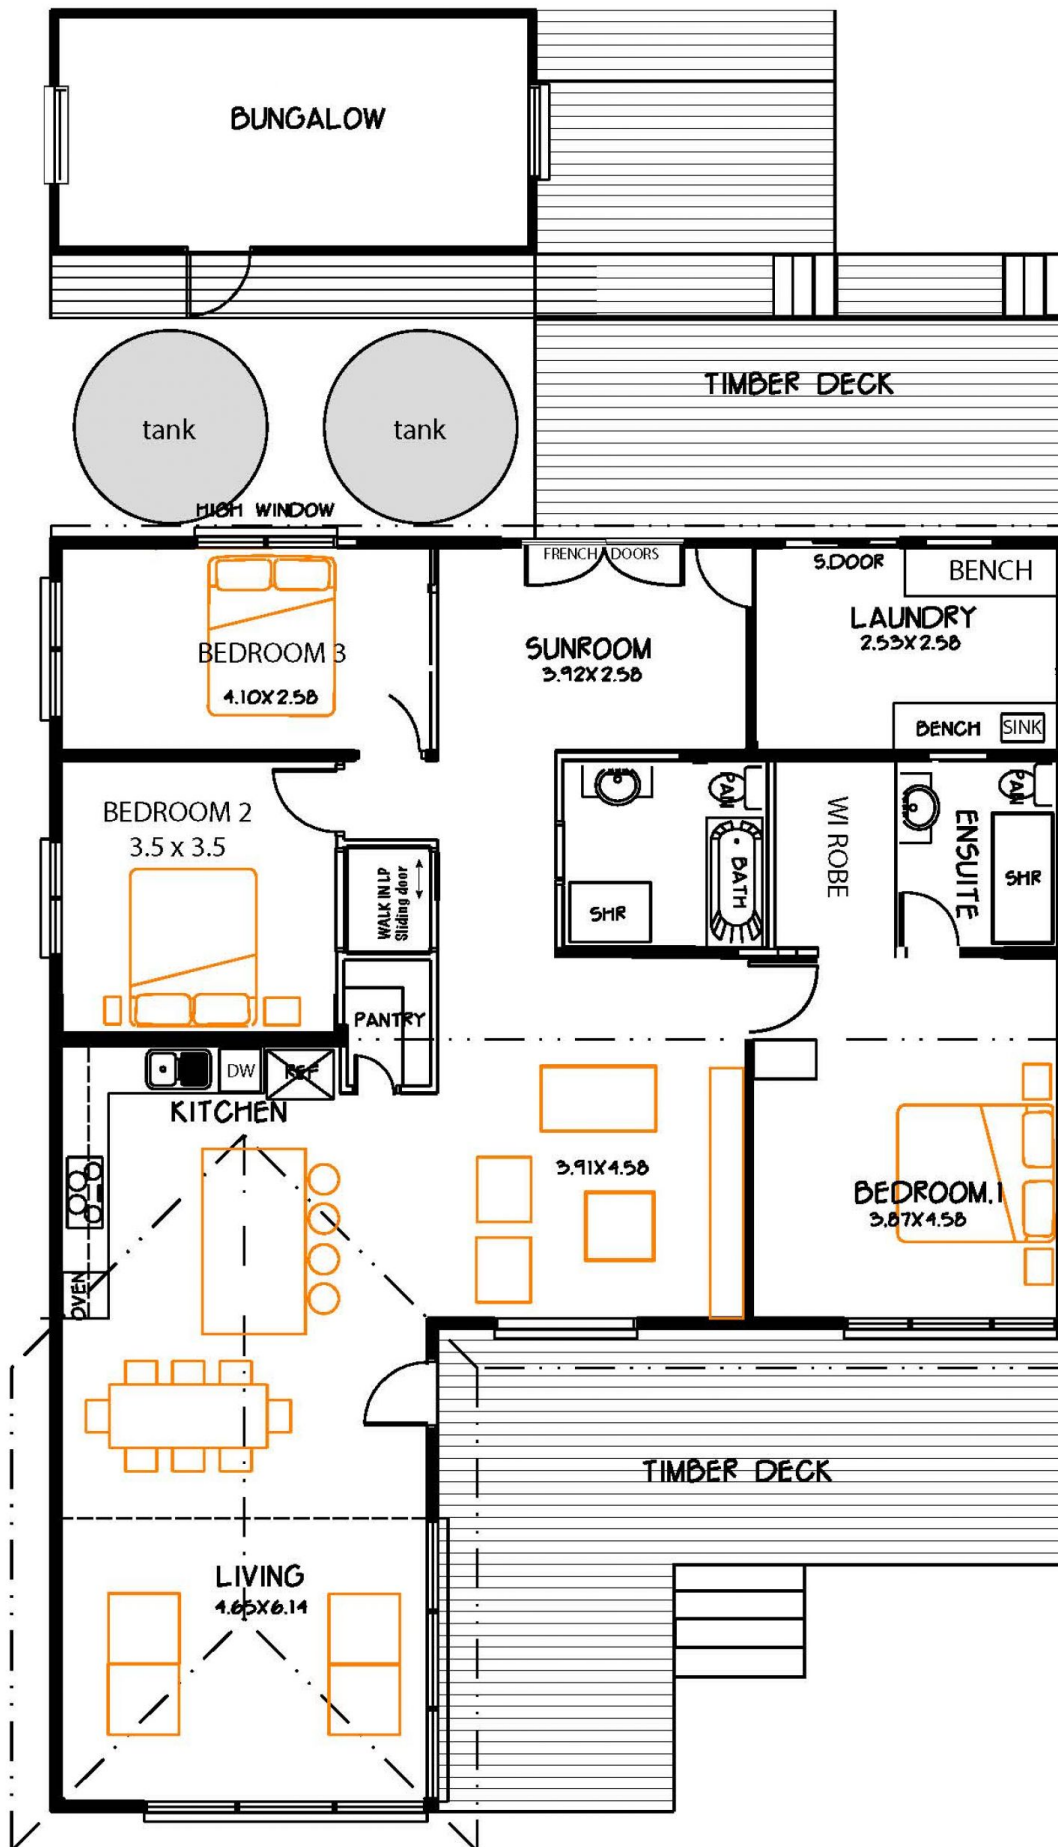 BUNGALOW
TIMBER DECK
tank
tank
HIGH WINDOW
FRENCH DOORS
S.DOOR
BENCH
LAUNDRY
2.53X2.58
SUNROOM
3.92X2.58
BEDROOM 3
4.10X2.58
BENCH
SINK
BEDROOM 2
3.5 x 3.5
PAN
PAN
WI ROBE
ENSUITE
BATH
SHR
SHR
WALK IN LP
Sliding door
PANTRY
DW
REF
KITCHEN
3.91X4.58
BEDROOM.1
3.87X4.58
OVEN
TIMBER DECK
LIVING
4.65X6.14